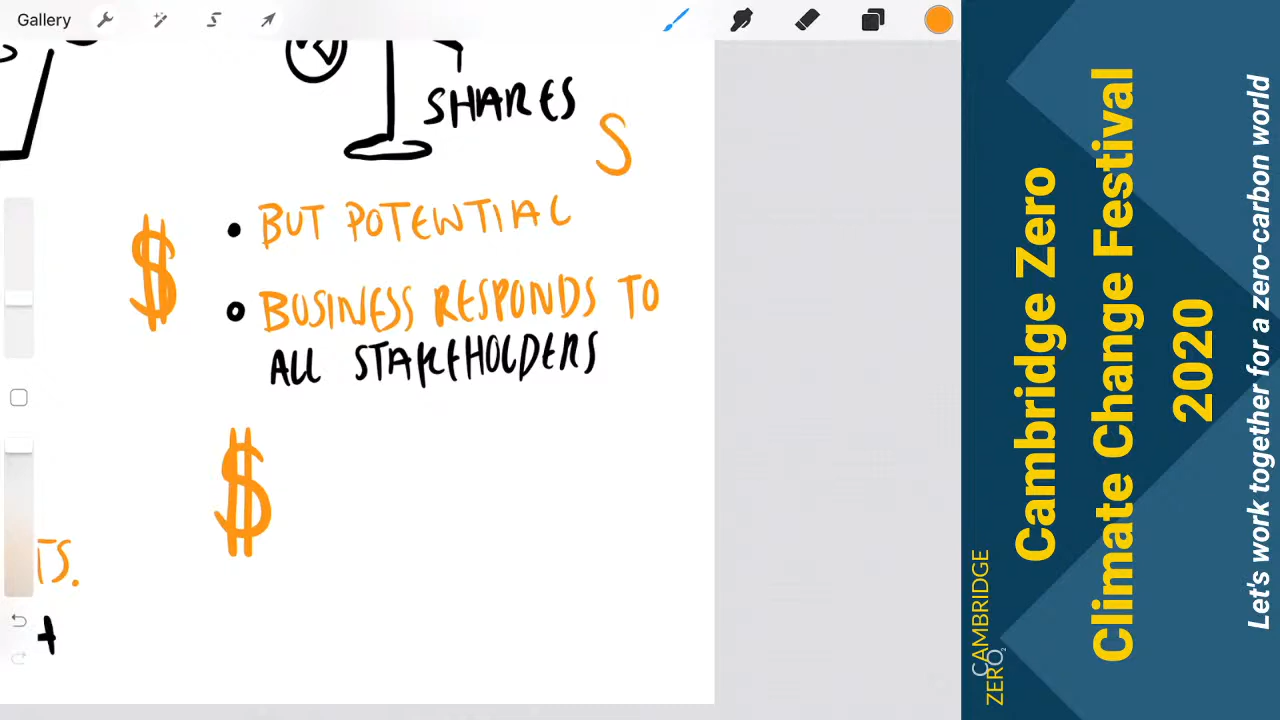 Gallery
SHARES
S
$
• BUT POTENTIAL
• BUSINESS RESPONDS TO
ALL STAKEHOLDERS
$
TS.
+
Cambridge Zero
Climate Change Festival
2020
Let's work together for a zero-carbon world
CAMBRIDGE
ZERO₂